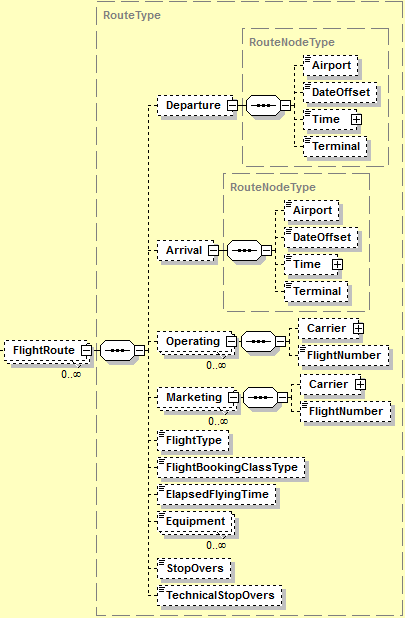 RouteType
RouteNodeType
Airport
DateOffset
Time
Terminal
Departure
RouteNodeType
Airport
DateOffset
Time
Terminal
Arrival
FlightRoute
0..∞
Operating
0..∞
Carrier
FlightNumber
Marketing
0..∞
Carrier
FlightNumber
FlightType
FlightBookingClassType
ElapsedFlyingTime
Equipment
0..∞
StopOvers
TechnicalStopOvers